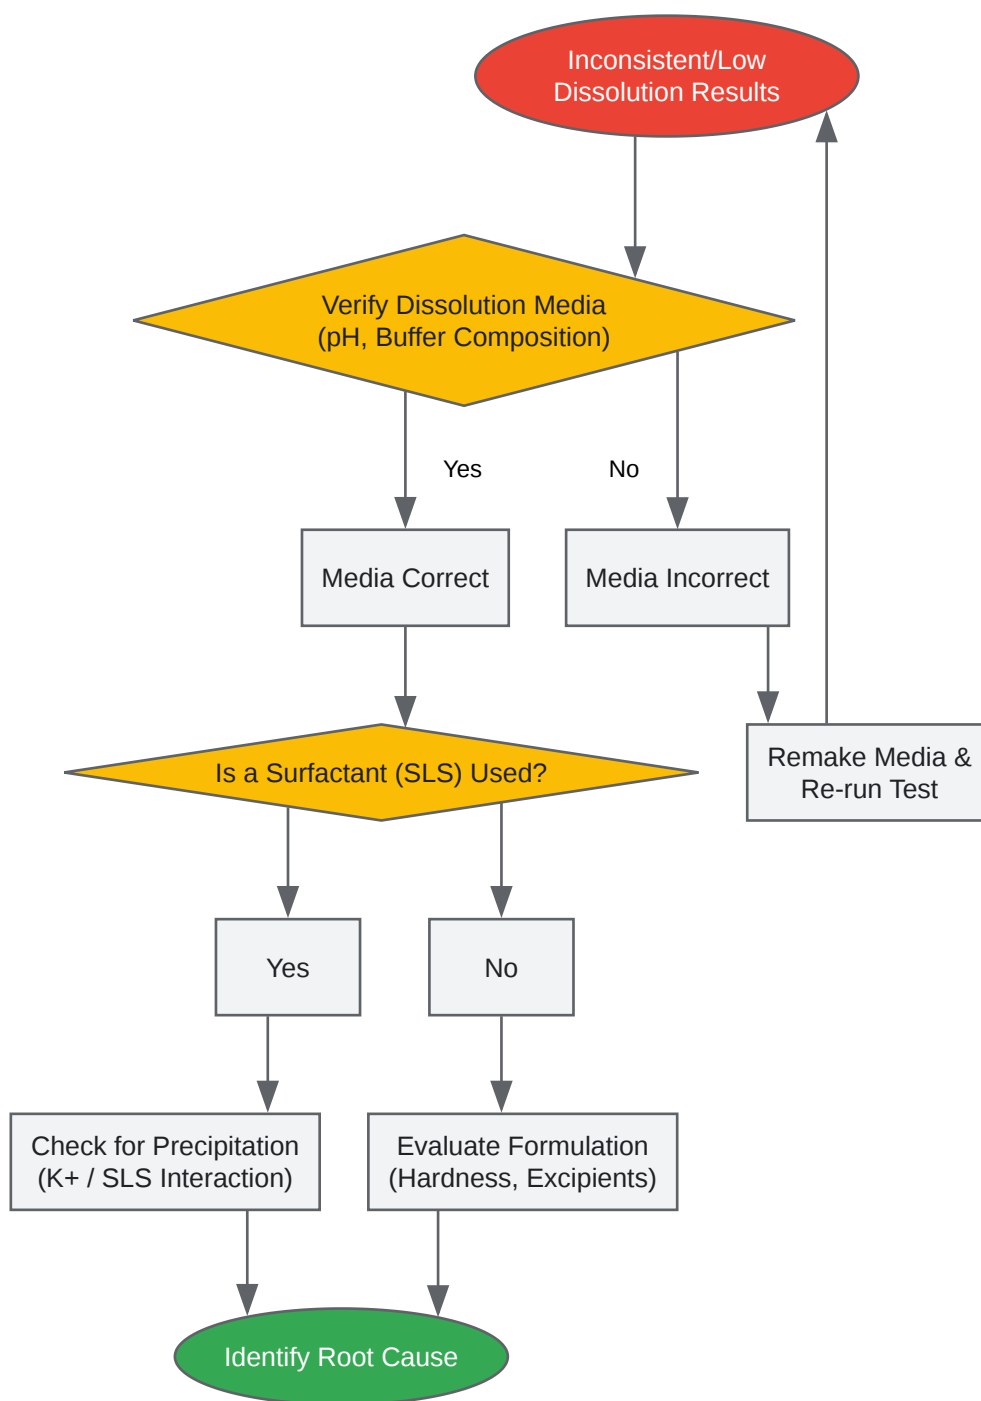 Inconsistent/Low
Dissolution Results
Verify Dissolution Media
(pH, Buffer Composition)
Yes
No
Media Correct
Media Incorrect
Is a Surfactant (SLS) Used?
Remake Media &
Re-run Test
Yes
No
Check for Precipitation
(K+ / SLS Interaction)
Evaluate Formulation
(Hardness, Excipients)
Identify Root Cause